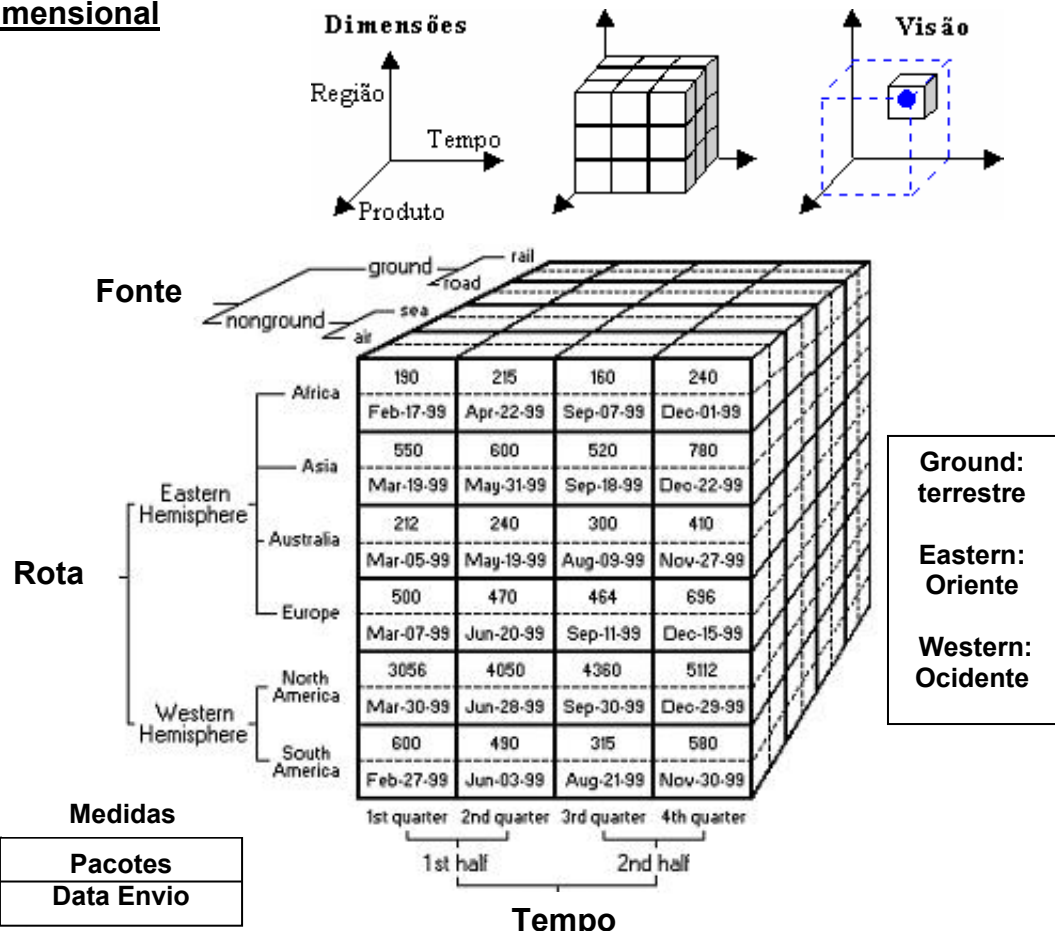 mensional
Dimensões
Visão
Região
Tempo
Produto
Fonte
ground
rail
road
nonground
sea
air
Rota
Eastern
Hemisphere
Western
Hemisphere
Africa
190 215 160 240
Feb-17-99 Apr-22-99 Sep-07-99 Dec-01-99
Asia
550 600 520 780
Mar-19-99 May-31-99 Sep-18-99 Dec-22-99
Australia
212 240 300 410
Mar-05-99 May-19-99 Aug-09-99 Nov-27-99
Europe
500 470 464 696
Mar-07-99 Jun-20-99 Sep-11-99 Dec-15-99
North
America
3056 4050 4360 5112
Mar-30-99 Jun-28-99 Sep-30-99 Dec-29-99
South
America
600 490 315 580
Feb-27-99 Jun-03-99 Aug-21-99 Nov-30-99
1st quarter 2nd quarter 3rd quarter 4th quarter
1st half 2nd half
Tempo
Ground:
terrestre
Eastern:
Oriente
Western:
Ocidente
Medidas
Pacotes
Data Envio